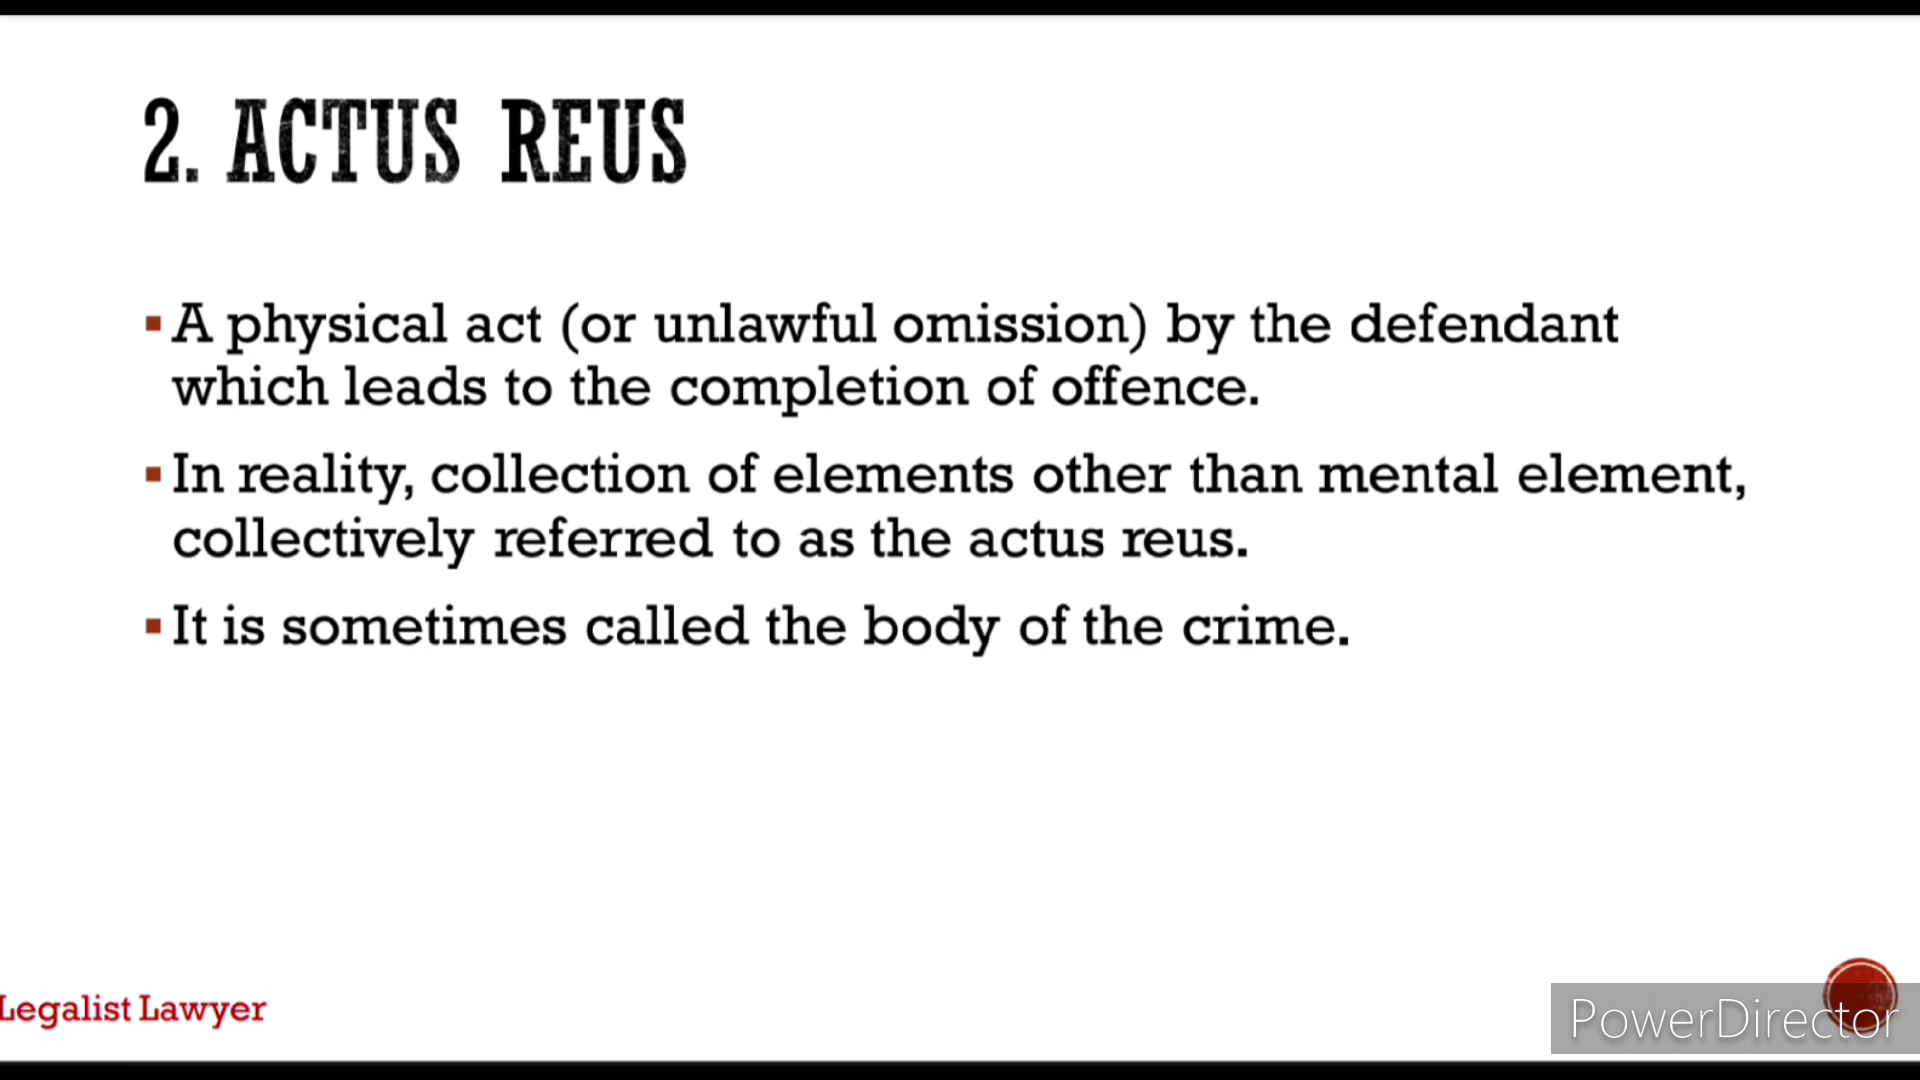 2. ACTUS REUS
▪ A physical act (or unlawful omission) by the defendant
which leads to the completion of offence.
▪ In reality, collection of elements other than mental element,
collectively referred to as the actus reus.
▪ It is sometimes called the body of the crime.
Legalist Lawyer
PowerDirector